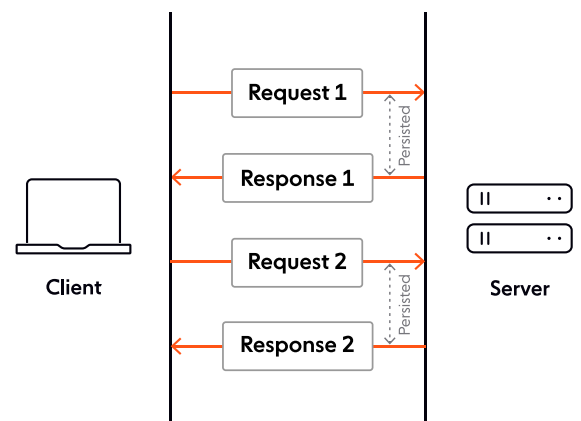 Request 1
Persisted
Response 1
Request 2
Persisted
Response 2
Client
Server